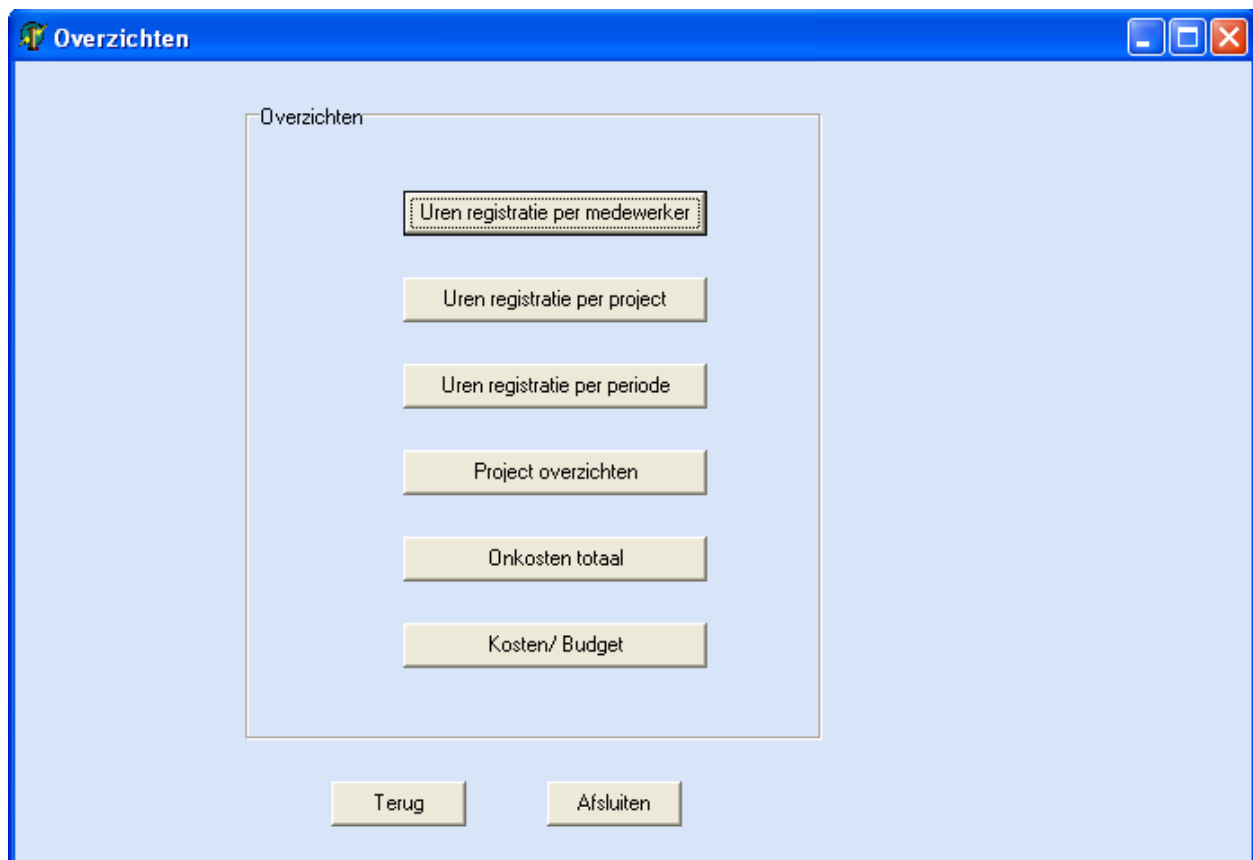 Overzichten
Overzichten
Uren registratie per medewerker
Uren registratie per project
Uren registratie per periode
Project overzichten
Onkosten totaal
Kosten/ Budget
Terug
Afsluiten